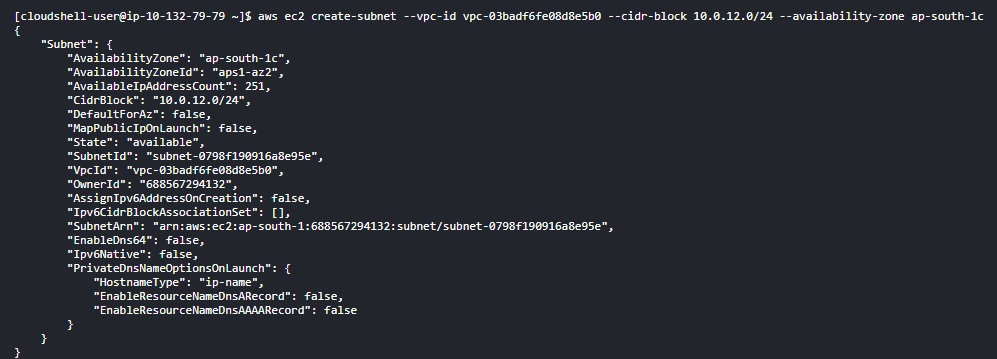 [cloudshell-user@ip-10-132-79-79 ~]$ aws ec2 create-subnet --vpc-id vpc-03badf6fe08d8e5b0 --cidr-block 10.0.12.0/24 --availability-zone ap-south-1c
{
    "Subnet": {
        "AvailabilityZone": "ap-south-1c",
        "AvailabilityZoneId": "aps1-az2",
        "AvailableIpAddressCount": 251,
        "CidrBlock": "10.0.12.0/24",
        "DefaultForAz": false,
        "MapPublicIpOnLaunch": false,
        "State": "available",
        "SubnetId": "subnet-0798f190916a8e95e",
        "VpcId": "vpc-03badf6fe08d8e5b0",
        "OwnerId": "688567294132",
        "AssignIpv6AddressOnCreation": false,
        "Ipv6CidrBlockAssociationSet": [],
        "SubnetArn": "arn:aws:ec2:ap-south-1:688567294132:subnet/subnet-0798f190916a8e95e",
        "EnableDns64": false,
        "Ipv6Native": false,
        "PrivateDnsNameOptionsOnLaunch": {
            "HostnameType": "ip-name",
            "EnableResourceNameDnsARecord": false,
            "EnableResourceNameDnsAAAARecord": false
        }
    }
}